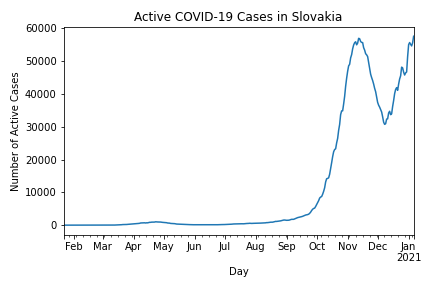 Active COVID-19 Cases in Slovakia
60000
50000
40000
30000
20000
10000
0
Number of Active Cases
Feb Mar Apr May Jun Jul Aug Sep Oct Nov Dec Jan
2021
Day